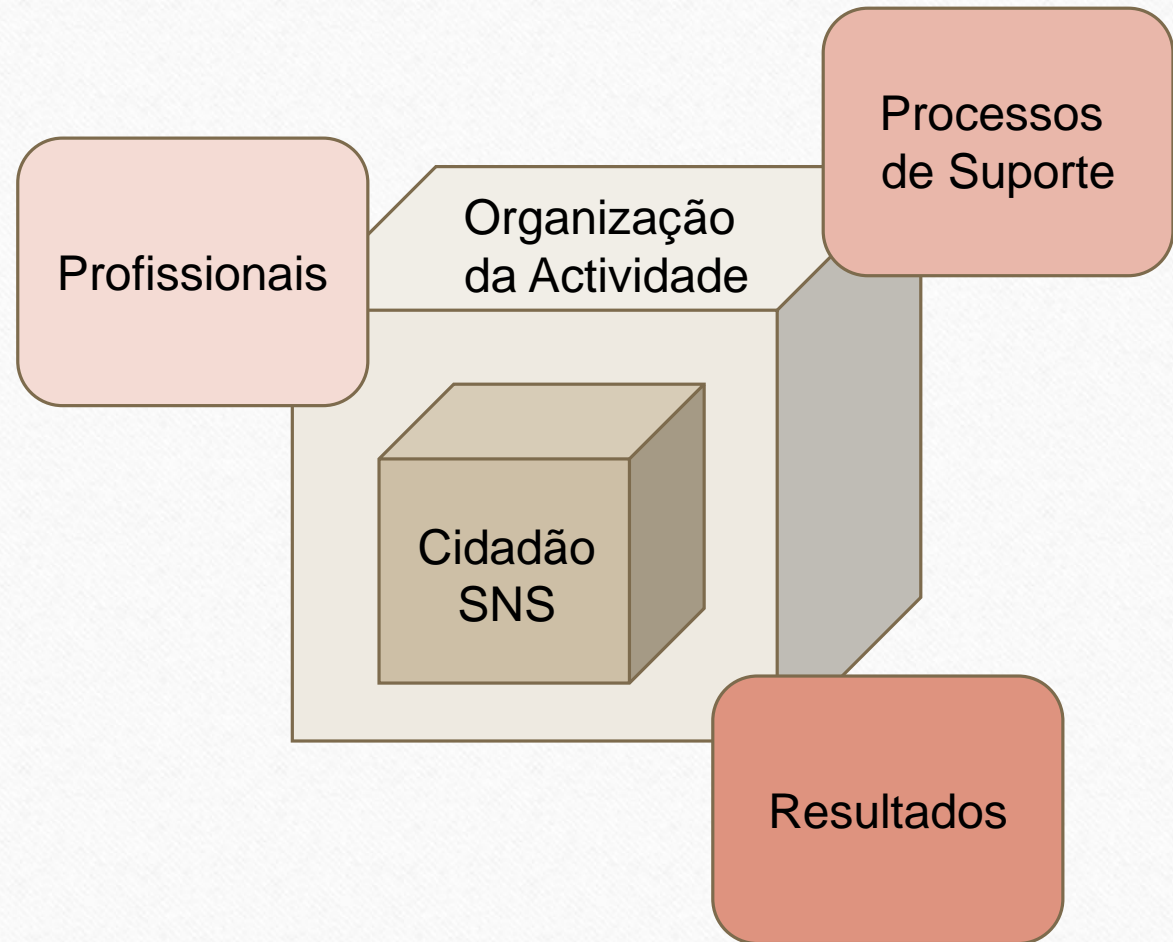 Processos
de Suporte
Profissionais
Organização
da Actividade
Cidadão
SNS
Resultados